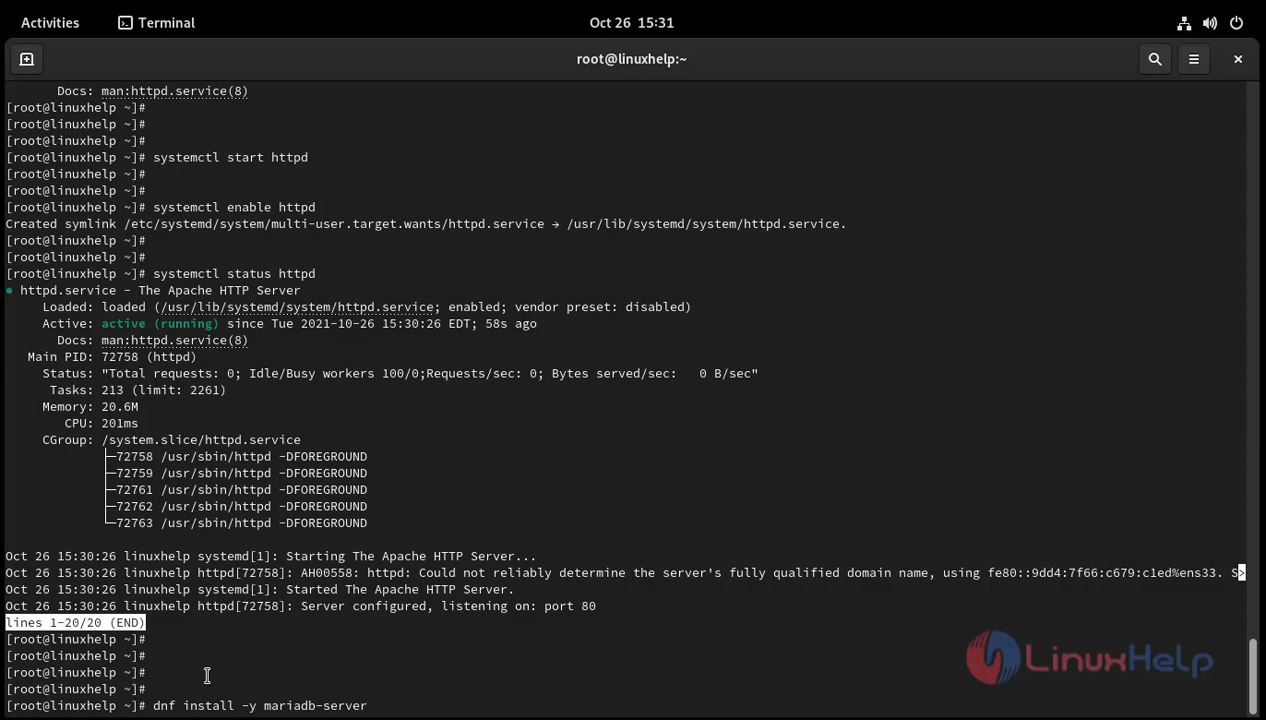 Activities Terminal Oct 26 15:31
root@linuxhelp:~
Docs: man:httpd.service(8)
[root@linuxhelp ~]#
[root@linuxhelp ~]#
[root@linuxhelp ~]#
[root@linuxhelp ~]# systemctl start httpd
[root@linuxhelp ~]#
[root@linuxhelp ~]#
[root@linuxhelp ~]# systemctl enable httpd
Created symlink /etc/systemd/system/multi-user.target.wants/httpd.service → /usr/lib/systemd/system/httpd.service.
[root@linuxhelp ~]#
[root@linuxhelp ~]#
[root@linuxhelp ~]# systemctl status httpd
● httpd.service - The Apache HTTP Server
Loaded: loaded (/usr/lib/systemd/system/httpd.service; enabled; vendor preset: disabled)
Active: active (running) since Tue 2021-10-26 15:30:26 EDT; 58s ago
Docs: man:httpd.service(8)
Main PID: 72758 (httpd)
Status: "Total requests: 0; Idle/Busy workers 100/0;Requests/sec: 0; Bytes served/sec:   0 B/sec"
Tasks: 213 (limit: 2261)
Memory: 20.6M
CPU: 201ms
CGroup: /system.slice/httpd.service
├─72758 /usr/sbin/httpd -DFOREGROUND
├─72759 /usr/sbin/httpd -DFOREGROUND
├─72761 /usr/sbin/httpd -DFOREGROUND
├─72762 /usr/sbin/httpd -DFOREGROUND
└─72763 /usr/sbin/httpd -DFOREGROUND
Oct 26 15:30:26 linuxhelp systemd[1]: Starting The Apache HTTP Server...
Oct 26 15:30:26 linuxhelp httpd[72758]: AH00558: httpd: Could not reliably determine the server's fully qualified domain name, using fe80::9dd4:7f66:c679:c1ed%ens33. S>
Oct 26 15:30:26 linuxhelp systemd[1]: Started The Apache HTTP Server.
Oct 26 15:30:26 linuxhelp httpd[72758]: Server configured, listening on: port 80
lines 1-20/20 (END)
[root@linuxhelp ~]#
[root@linuxhelp ~]#
[root@linuxhelp ~]#
[root@linuxhelp ~]#
[root@linuxhelp ~]# dnf install -y mariadb-server
LinuxHelp